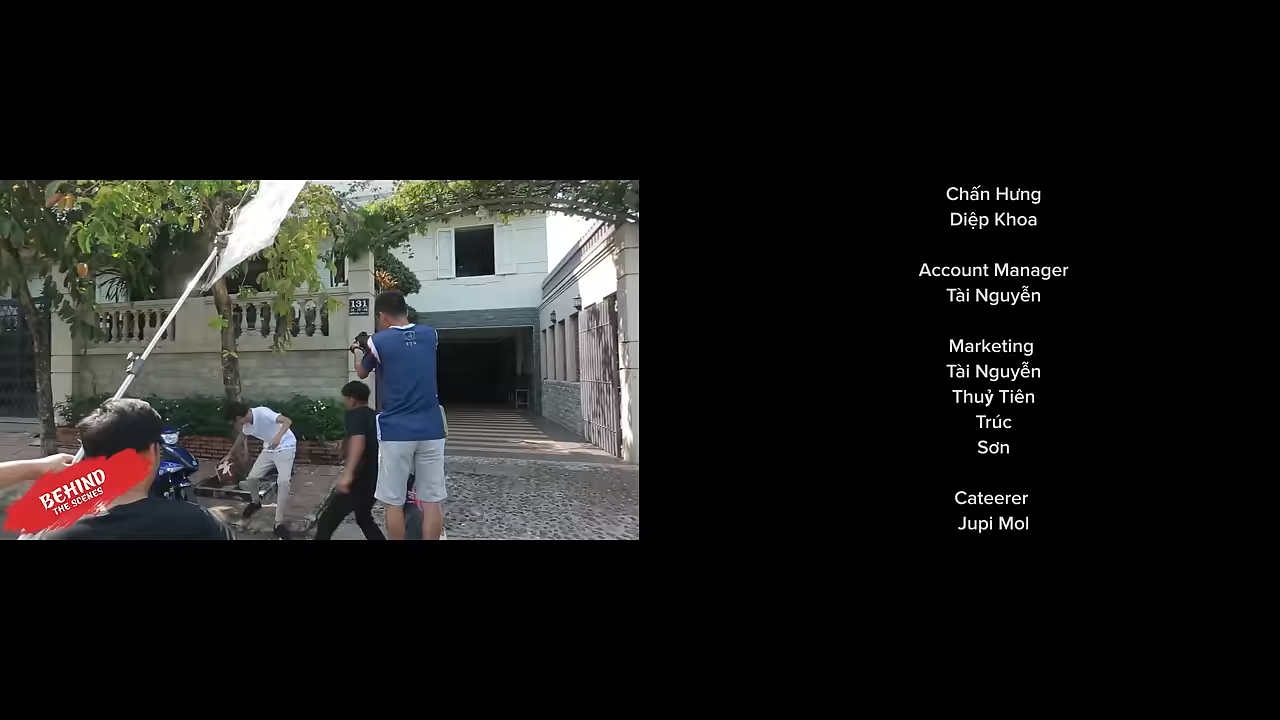 131
BEHIND
THE SCENES
Chấn Hưng
Diệp Khoa
Account Manager
Tài Nguyễn
Marketing
Tài Nguyễn
Thuỷ Tiên
Trúc
Sơn
Cateerer
Jupi Mol